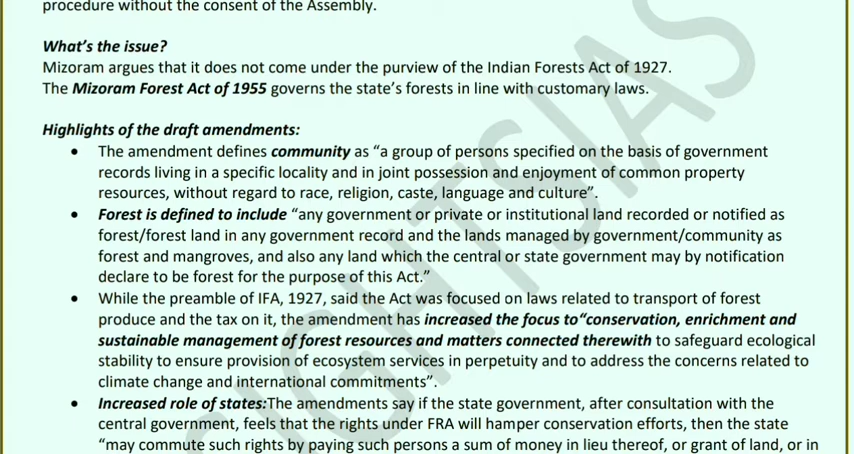 procedure without the consent of the Assembly.
What's the issue?
Mizoram argues that it does not come under the purview of the Indian Forests Act of 1927.
The Mizoram Forest Act of 1955 governs the state's forests in line with customary laws.
Highlights of the draft amendments:
• The amendment defines community as "a group of persons specified on the basis of government
records living in a specific locality and in joint possession and enjoyment of common property
resources, without regard to race, religion, caste, language and culture".
• Forest is defined to include "any government or private or institutional land recorded or notified as
forest/forest land in any government record and the lands managed by government/community as
forest and mangroves, and also any land which the central or state government may by notification
declare to be forest for the purpose of this Act."
• While the preamble of IFA, 1927, said the Act was focused on laws related to transport of forest
produce and the tax on it, the amendment has increased the focus to"conservation, enrichment and
sustainable management of forest resources and matters connected therewith to safeguard ecological
stability to ensure provision of ecosystem services in perpetuity and to address the concerns related to
climate change and international commitments".
• Increased role of states:The amendments say if the state government, after consultation with the
central government, feels that the rights under FRA will hamper conservation efforts, then the state
"may commute such rights by paying such persons a sum of money in lieu thereof, or grant of land, or in
SIGHTSIAS